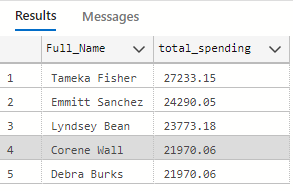 Results Messages
Full_Name total_spending
1 Tameka Fisher 27233.15
2 Emmitt Sanchez 24290.05
3 Lyndsey Bean 23773.18
4 Corene Wall 21970.06
5 Debra Burks 21970.06